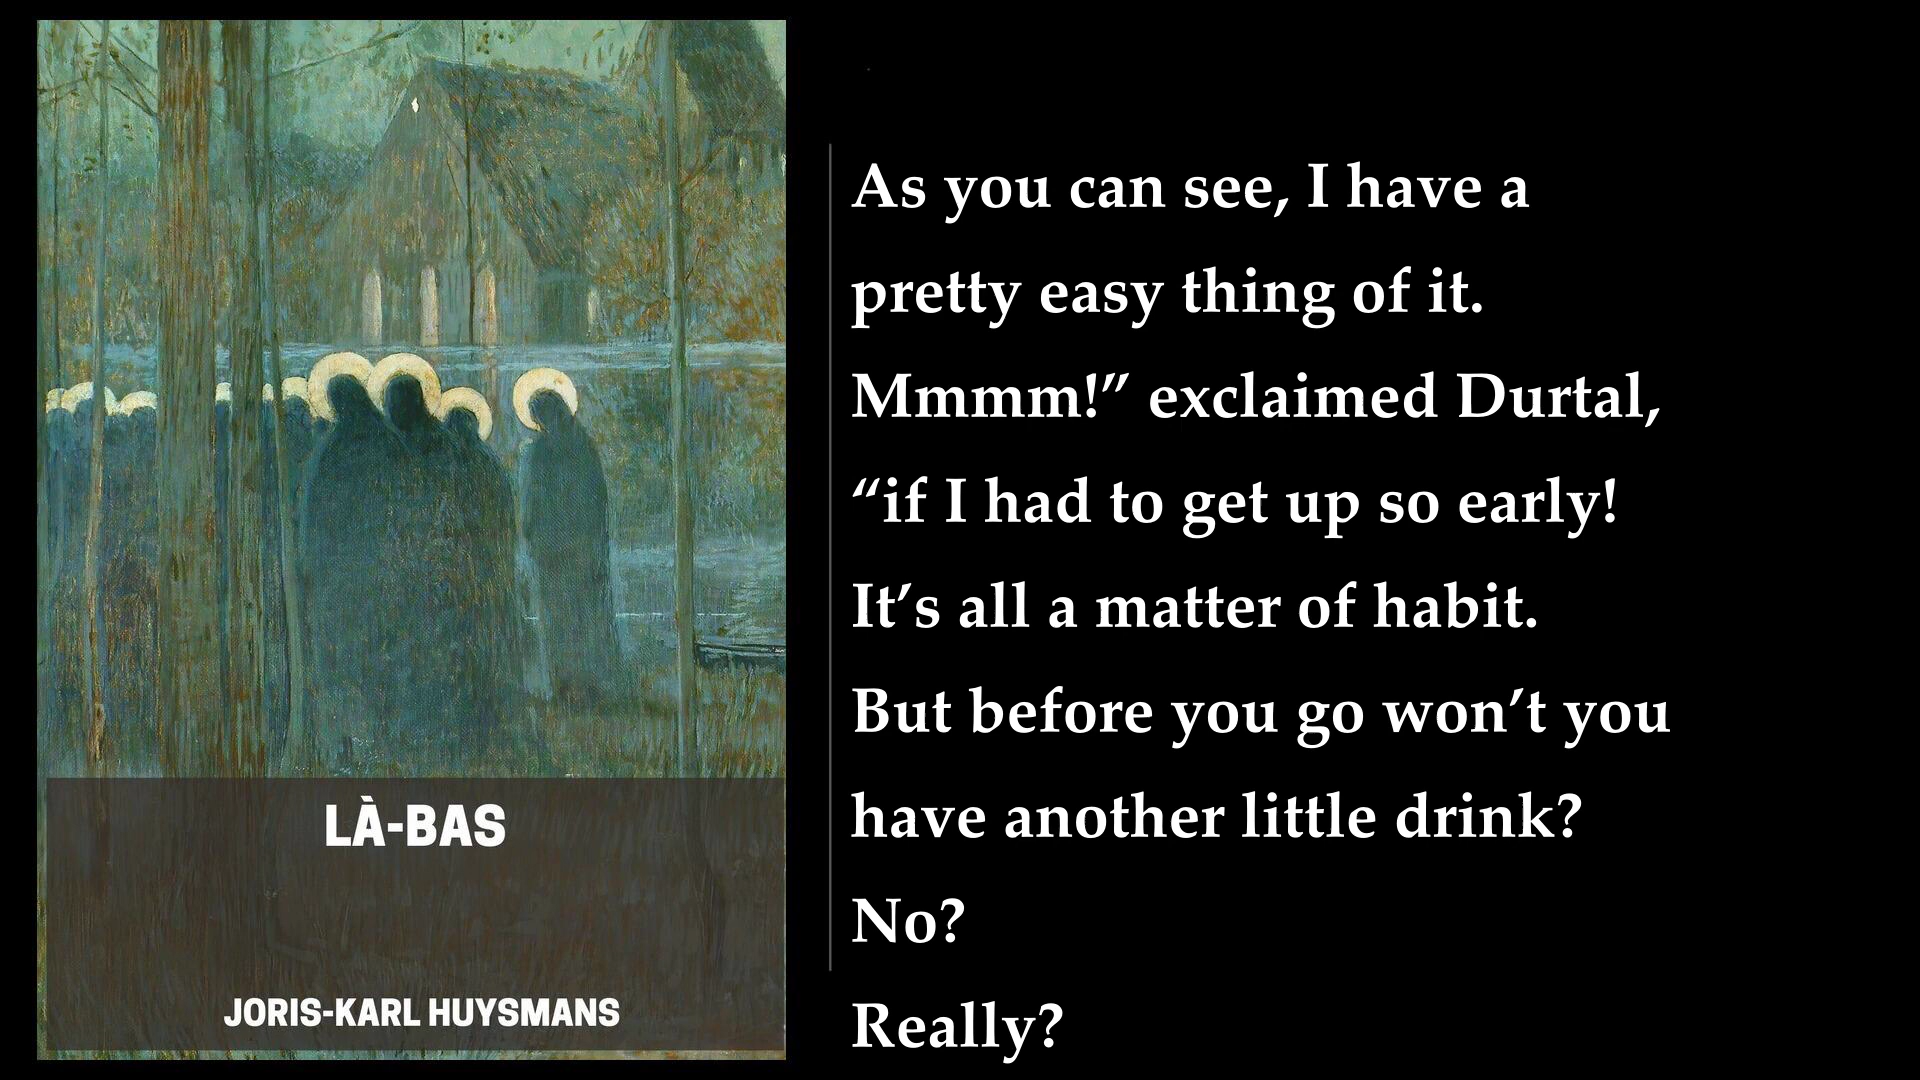 LÀ-BAS
JORIS-KARL HUYSMANS
As you can see, I have a
pretty easy thing of it.
Mmmm!” exclaimed Durtal,
“if I had to get up so early!
It’s all a matter of habit.
But before you go won’t you
have another little drink?
No?
Really?